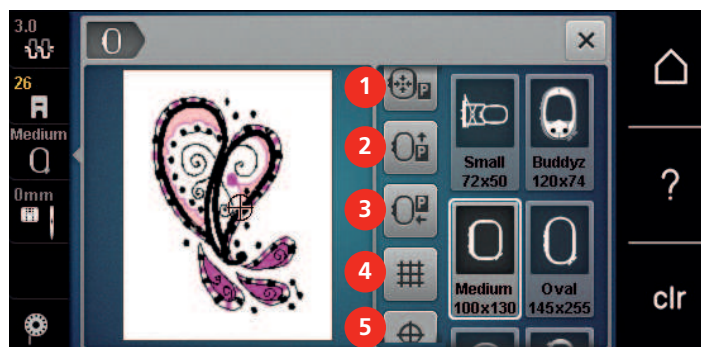 3.0
26
Medium
0mm
1
P
2
P
3
P
4
5
Small
72x50
Buddyz
120x74
Medium
100x130
Oval
145x255
?
clr